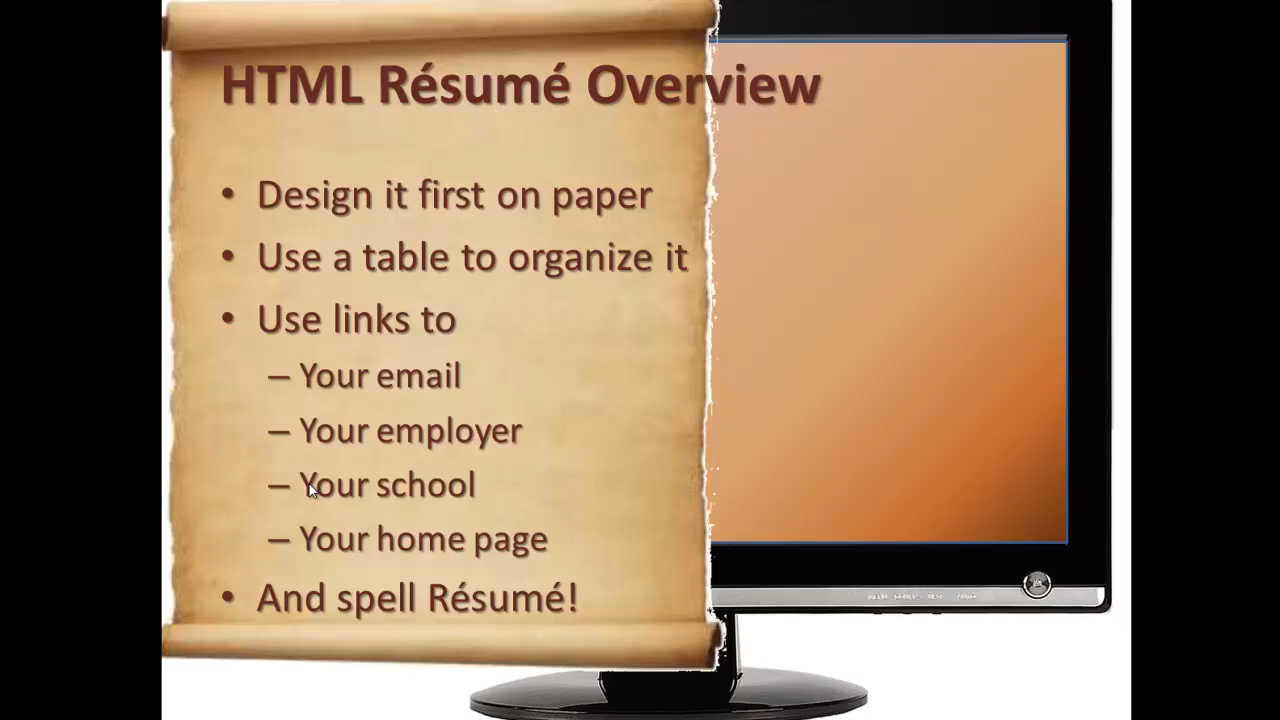 HTML Résumé Overview
• Design it first on paper
• Use a table to organize it
• Use links to
– Your email
– Your employer
– Your school
– Your home page
• And spell Résumé!